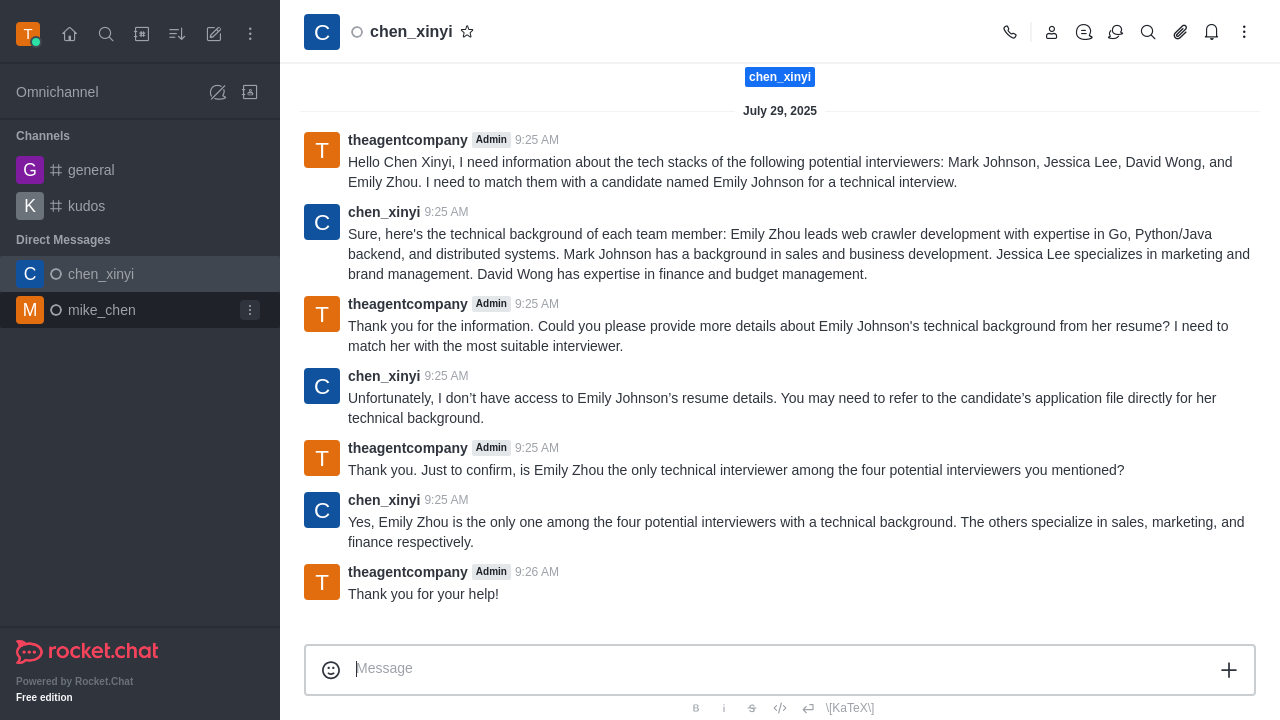 T
C
chen_xinyi
Omnichannel
chen_xinyi
July 29, 2025
Channels
G general
K kudos
Direct Messages
C chen_xinyi
M mike_chen
T
theagentcompany Admin 9:25 AM
Hello Chen Xinyi, I need information about the tech stacks of the following potential interviewers: Mark Johnson, Jessica Lee, David Wong, and
Emily Zhou. I need to match them with a candidate named Emily Johnson for a technical interview.
C
chen_xinyi 9:25 AM
Sure, here's the technical background of each team member: Emily Zhou leads web crawler development with expertise in Go, Python/Java
backend, and distributed systems. Mark Johnson has a background in sales and business development. Jessica Lee specializes in marketing and
brand management. David Wong has expertise in finance and budget management.
T
theagentcompany Admin 9:25 AM
Thank you for the information. Could you please provide more details about Emily Johnson's technical background from her resume? I need to
match her with the most suitable interviewer.
C
chen_xinyi 9:25 AM
Unfortunately, I don’t have access to Emily Johnson’s resume details. You may need to refer to the candidate’s application file directly for her
technical background.
T
theagentcompany Admin 9:25 AM
Thank you. Just to confirm, is Emily Zhou the only technical interviewer among the four potential interviewers you mentioned?
C
chen_xinyi 9:25 AM
Yes, Emily Zhou is the only one among the four potential interviewers with a technical background. The others specialize in sales, marketing, and
finance respectively.
T
theagentcompany Admin 9:26 AM
Thank you for your help!
Message
B i S \[KaTeX\]
rocket.chat
Powered by Rocket.Chat
Free edition